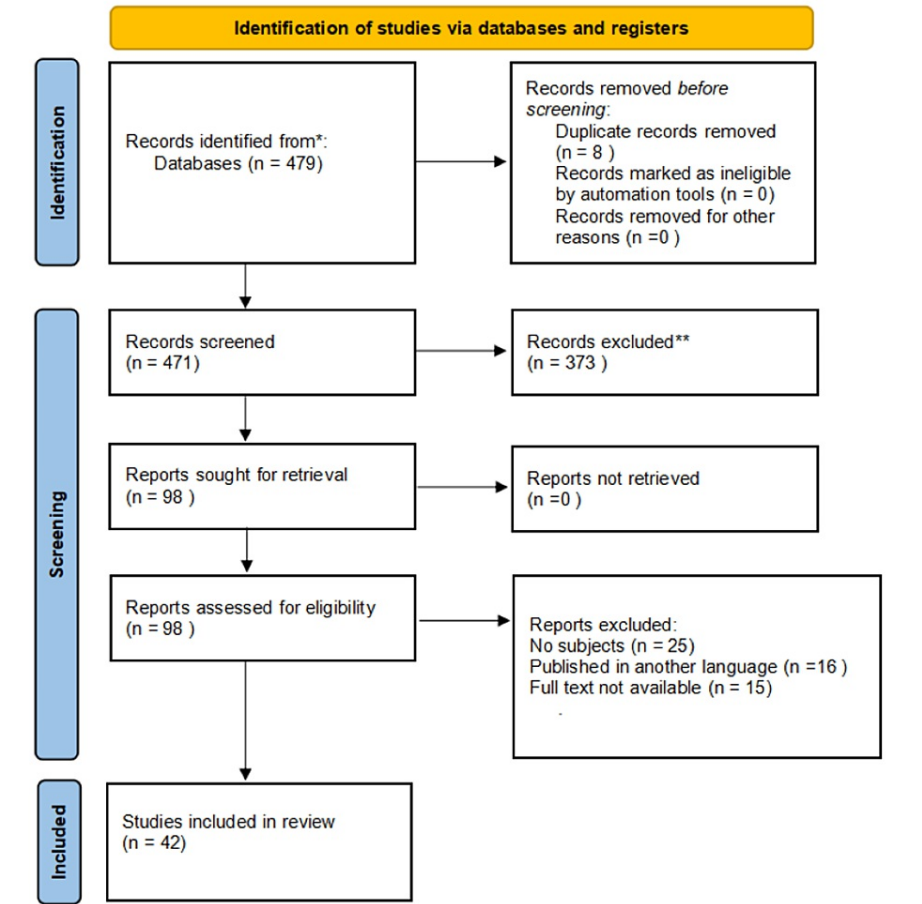 Identification of studies via databases and registers
Identification
Records identified from*:
Databases (n = 479)
Records removed before
screening:
Duplicate records removed
(n = 8 )
Records marked as ineligible
by automation tools (n = 0)
Records removed for other
reasons (n =0 )
Screening
Records screened
(n = 471)
Records excluded**
(n = 373 )
Reports sought for retrieval
(n = 98 )
Reports not retrieved
(n =0 )
Reports assessed for eligibility
(n = 98 )
Reports excluded:
No subjects (n = 25)
Published in another language (n =16 )
Full text not available (n = 15)
.
Included
Studies included in review
(n = 42)